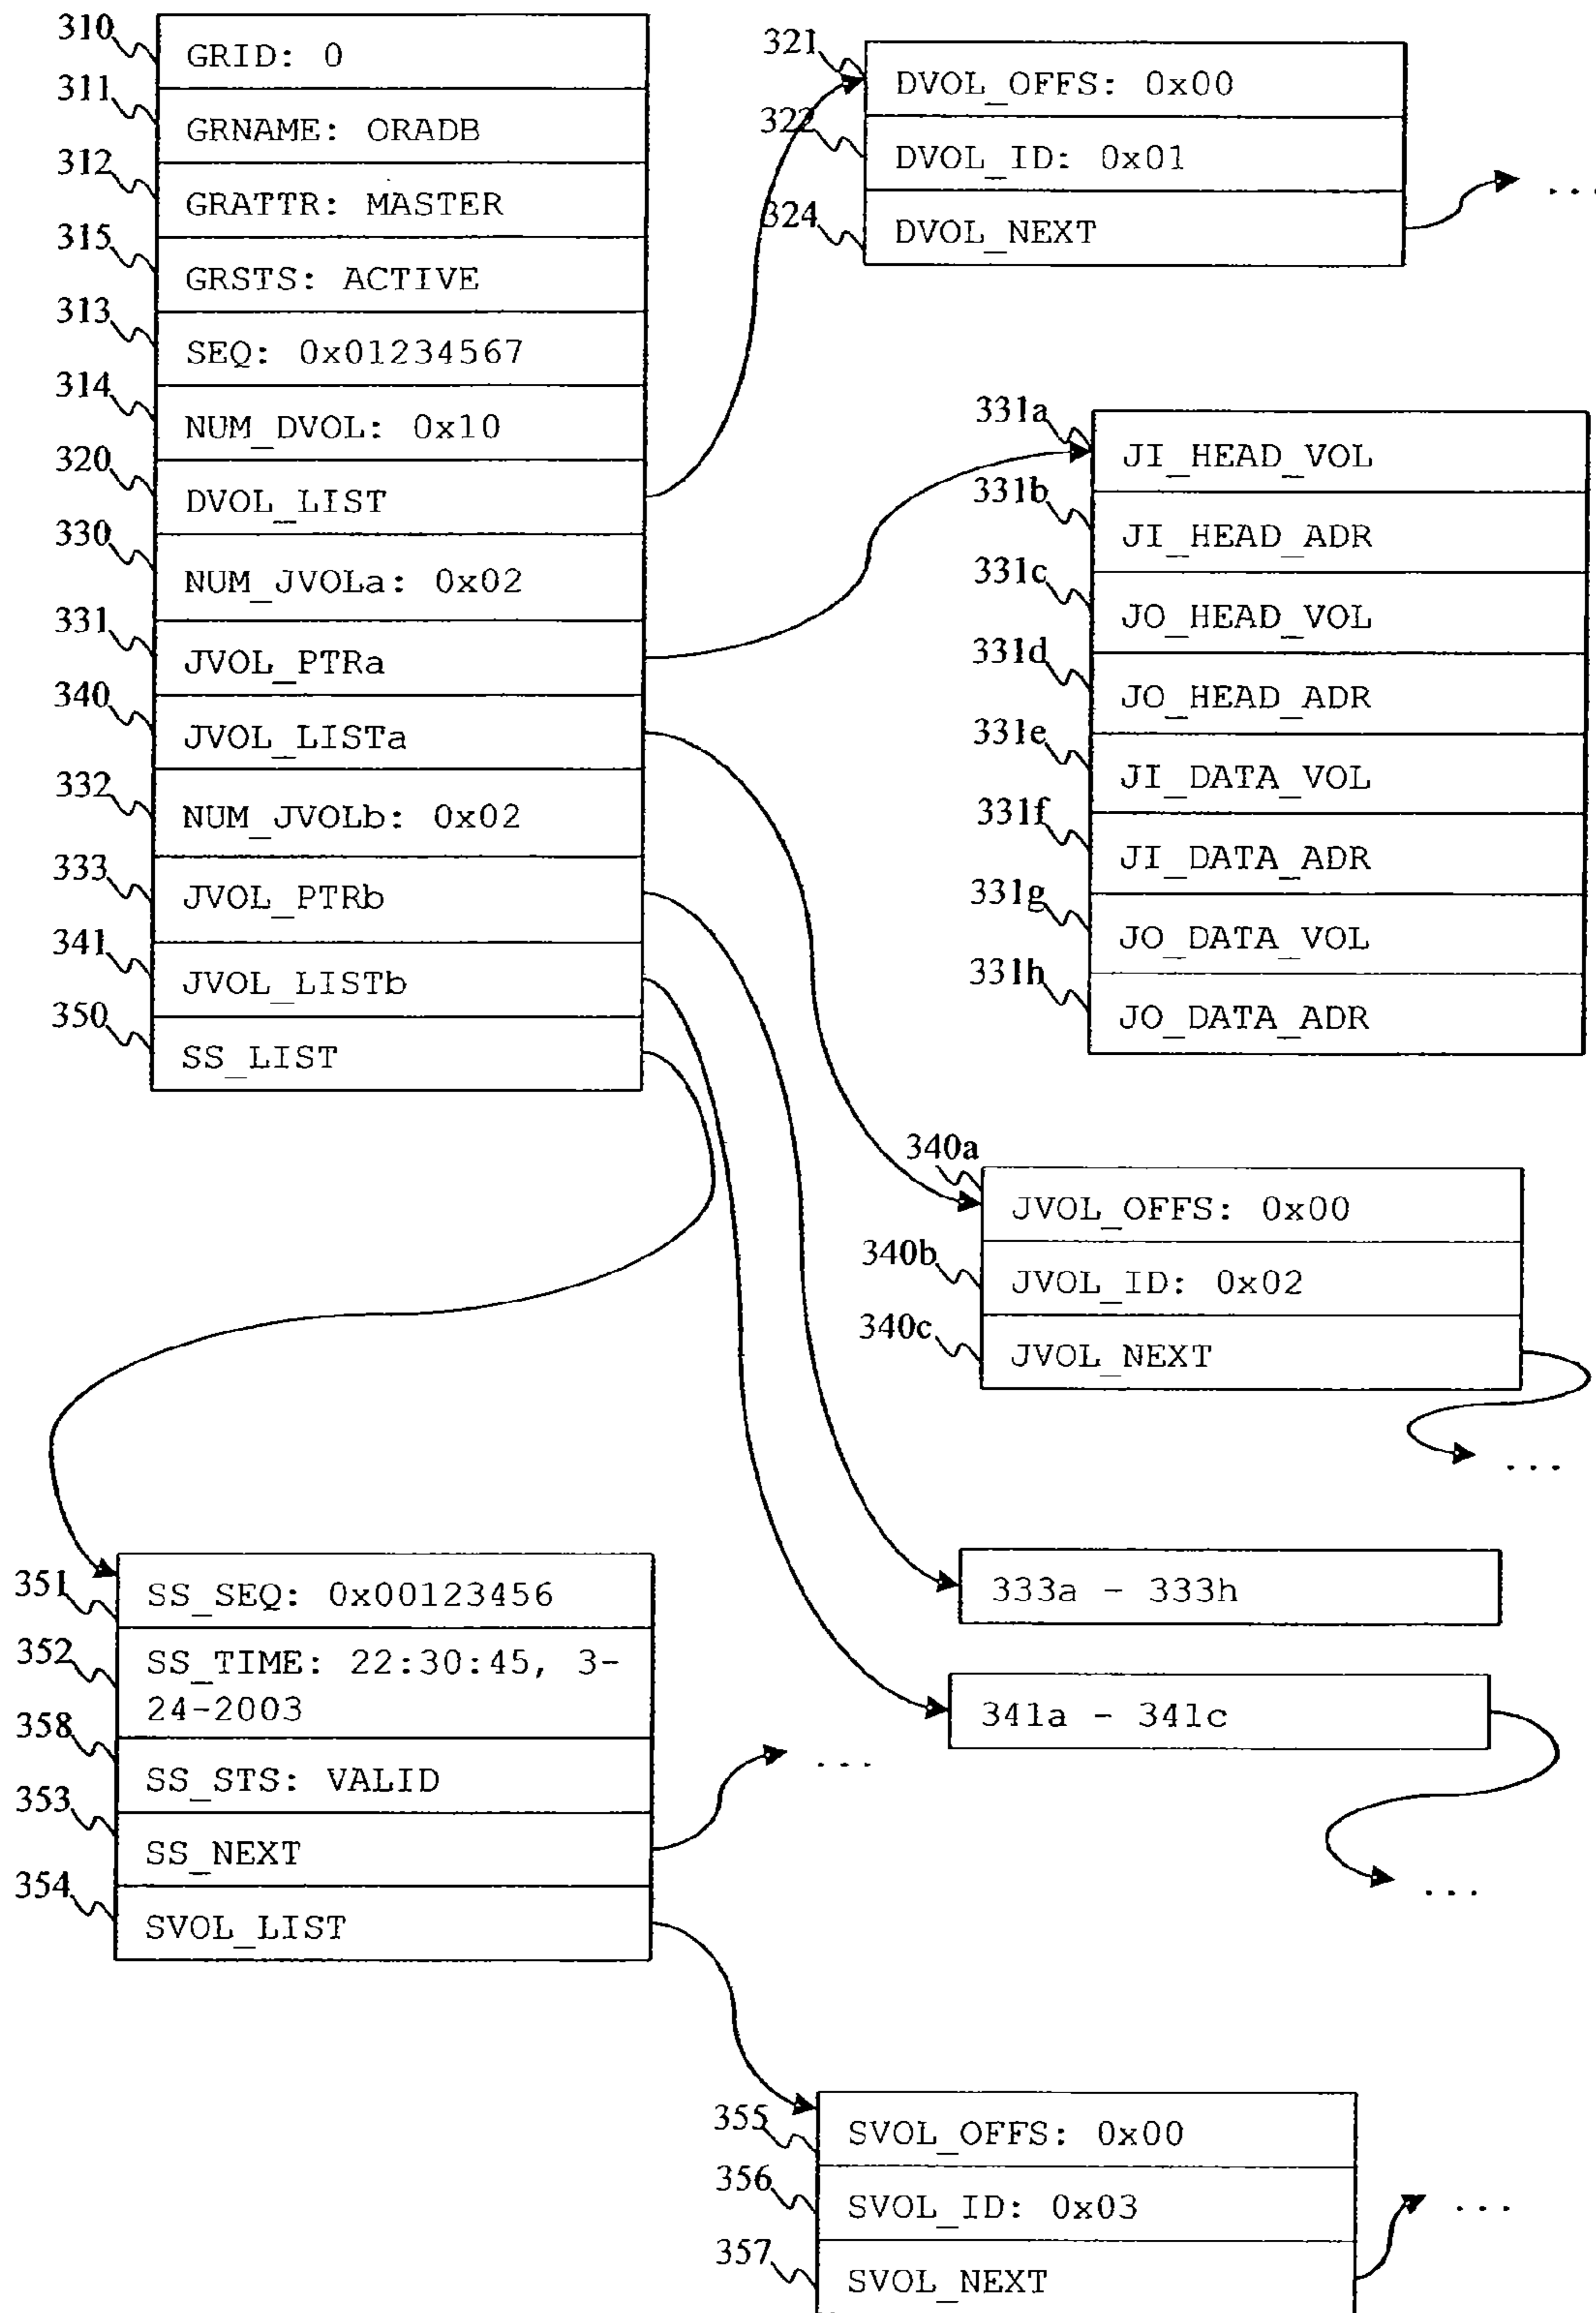 310
GRID: 0
311
GRNAME: ORADB
312
GRATTR: MASTER
315
GRSTS: ACTIVE
313
SEQ: 0x01234567
314
NUM_DVOL: 0x10
320
DVOL_LIST
330
NUM_JVOLa: 0x02
331
JVOL_PTRa
340
JVOL_LISTa
332
NUM_JVOLb: 0x02
333
JVOL_PTRb
341
JVOL_LISTb
350
SS_LIST
321
DVOL_OFFS: 0x00
322
DVOL_ID: 0x01
324
DVOL_NEXT
...
331a
JI_HEAD_VOL
331b
JI_HEAD_ADR
331c
JO_HEAD_VOL
331d
JO_HEAD_ADR
331e
JI_DATA_VOL
331f
JI_DATA_ADR
331g
JO_DATA_VOL
331h
JO_DATA_ADR
340a
JVOL_OFFS: 0x00
340b
JVOL_ID: 0x02
340c
JVOL_NEXT
...
333a - 333h
341a - 341c
...
351
SS_SEQ: 0x00123456
352
SS_TIME: 22:30:45, 3-
24-2003
358
SS_STS: VALID
353
SS_NEXT
...
354
SVOL_LIST
355
SVOL_OFFS: 0x00
356
SVOL_ID: 0x03
357
SVOL_NEXT
...